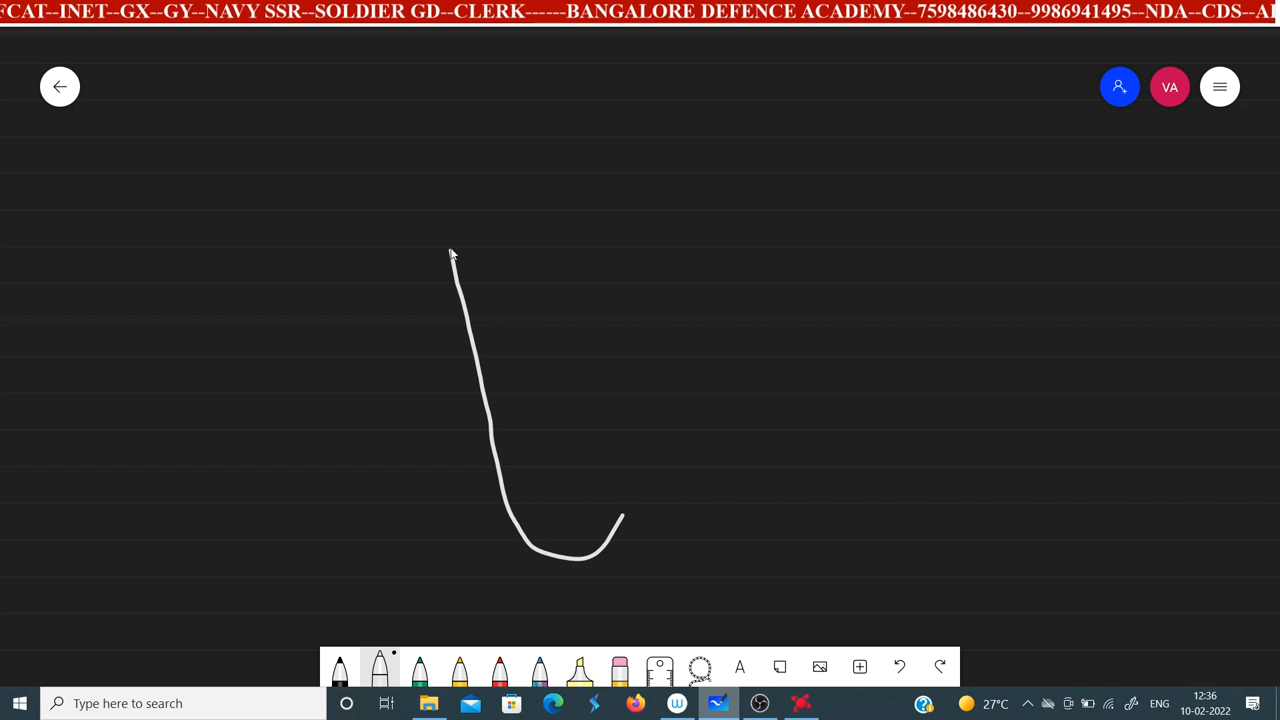 FCAT--INET--GX--GY--NAVY SSR--SOLDIER GD--CLERK------BANGALORE DEFENCE ACADEMY--7598486430--9986941495--NDA--CDS--
VA
A
Type here to search
27°C
ENG
12:36
10-02-2022